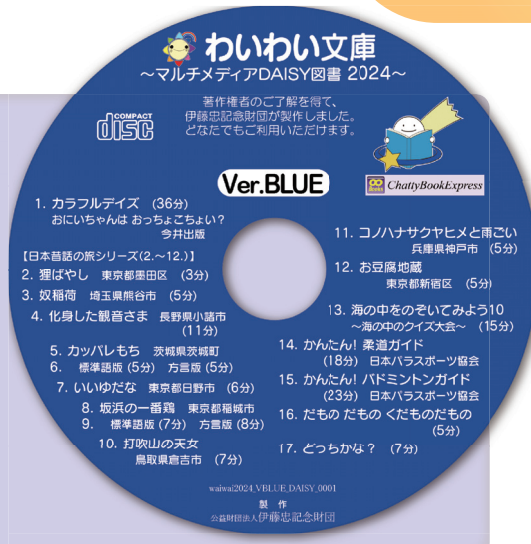 わいわい文庫
～マルチメディアDAISY図書 2024～
COMPACT
disc
著作権者のご了解を得て、
伊藤忠記念財団が製作しました。
どなたでもご利用いただけます。
Ver.BLUE
ChattyBookExpress
1. カラフルデイズ (36分)
おにいちゃんは おっちょこちょい?
今井出版
【日本昔話の旅シリーズ(2.～12.)】
2. 狸ばやし 東京都墨田区 (3分)
3. 奴稲荷 埼玉県熊谷市 (5分)
4. 化身した観音さま 長野県小諸市
(11分)
5. カッパレもち 茨城県茨城町
6. 標準語版 (5分) 方言版 (5分)
7. いいゆだな 東京都日野市 (6分)
8. 坂浜の一番鶏 東京都稲城市
9. 標準語版 (7分) 方言版 (8分)
10. 打吹山の天女
鳥取県倉吉市 (7分)
11. コノハナサクヤヒメと雨ごい
兵庫県神戸市 (5分)
12. お豆腐地蔵
東京都新宿区 (5分)
13. 海の中をのぞいてみよう10
～海の中のクイズ大会～ (15分)
14. かんたん! 柔道ガイド
(18分) 日本パラスポーツ協会
15. かんたん! バドミントンガイド
(23分) 日本パラスポーツ協会
16. だもの だもの くだものだもの
(5分)
17. どっちかな? (7分)
waiwai2024_VBLUE_DAISY_0001
製 作
公益財団法人伊藤忠記念財団